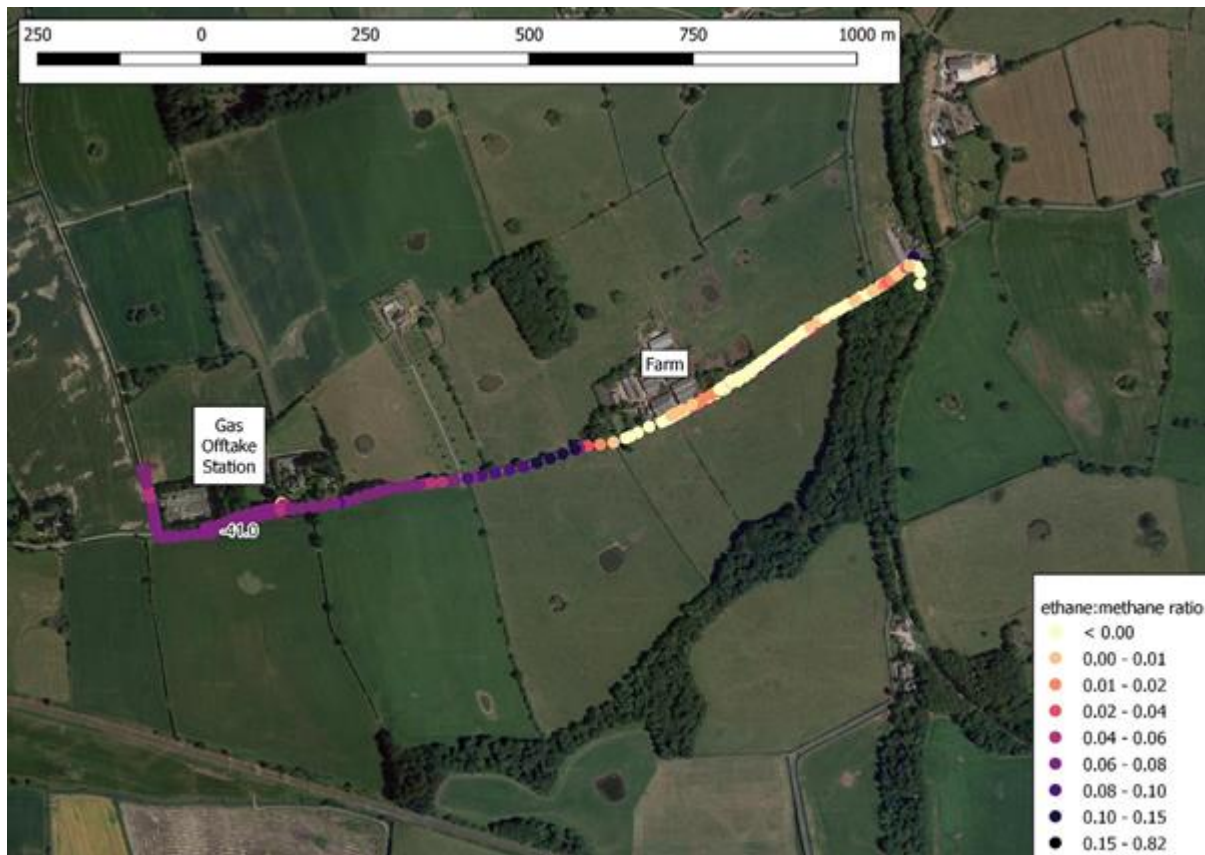 250 0 250 500 750 1000 m
Farm
Gas
Offtake
Station
-41.0
ethane:methane ratio
< 0.00
0.00 - 0.01
0.01 - 0.02
0.02 - 0.04
0.04 - 0.06
0.06 - 0.08
0.08 - 0.10
0.10 - 0.15
0.15 - 0.82